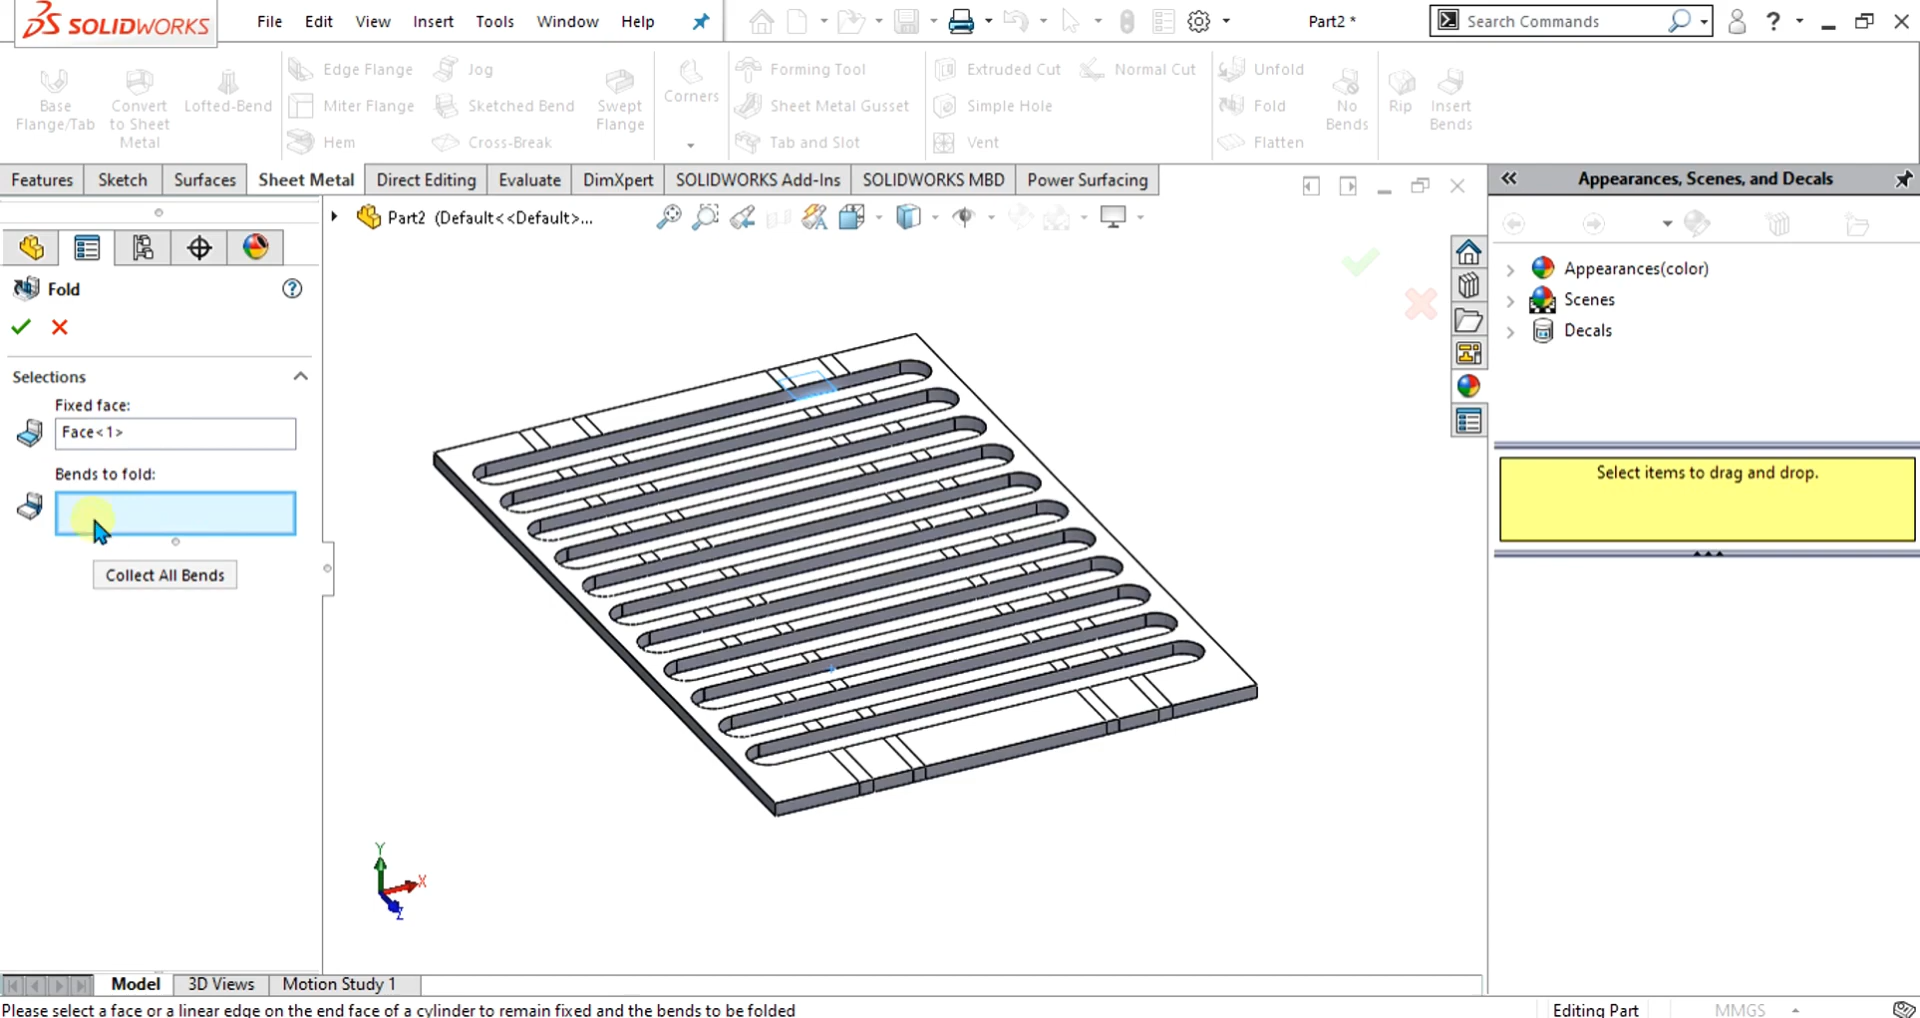 SOLIDWORKS File Edit View Insert Tools Window Help Part2 * Search Commands ?
Base Flange/Tab
Convert to Sheet Metal
Lofted-Bend
Edge Flange
Miter Flange
Hem
Jog
Sketched Bend
Cross-Break
Swept Flange
Corners
Forming Tool
Sheet Metal Gusset
Tab and Slot
Extruded Cut
Simple Hole
Vent
Normal Cut
Unfold
Fold
Flatten
No Bends
Rip
Insert Bends
Features Sketch Surfaces Sheet Metal Direct Editing Evaluate DimXpert SOLIDWORKS Add-Ins SOLIDWORKS MBD Power Surfacing
Part2 (Default<<Default>...
Fold
?
Selections
Fixed face:
Face<1>
Bends to fold:
Collect All Bends
Y
X
Z
Appearances, Scenes, and Decals
Appearances(color)
Scenes
Decals
Select items to drag and drop.
Model 3D Views Motion Study 1
Please select a face or a linear edge on the end face of a cylinder to remain fixed and the bends to be folded
Editing Part MMGS